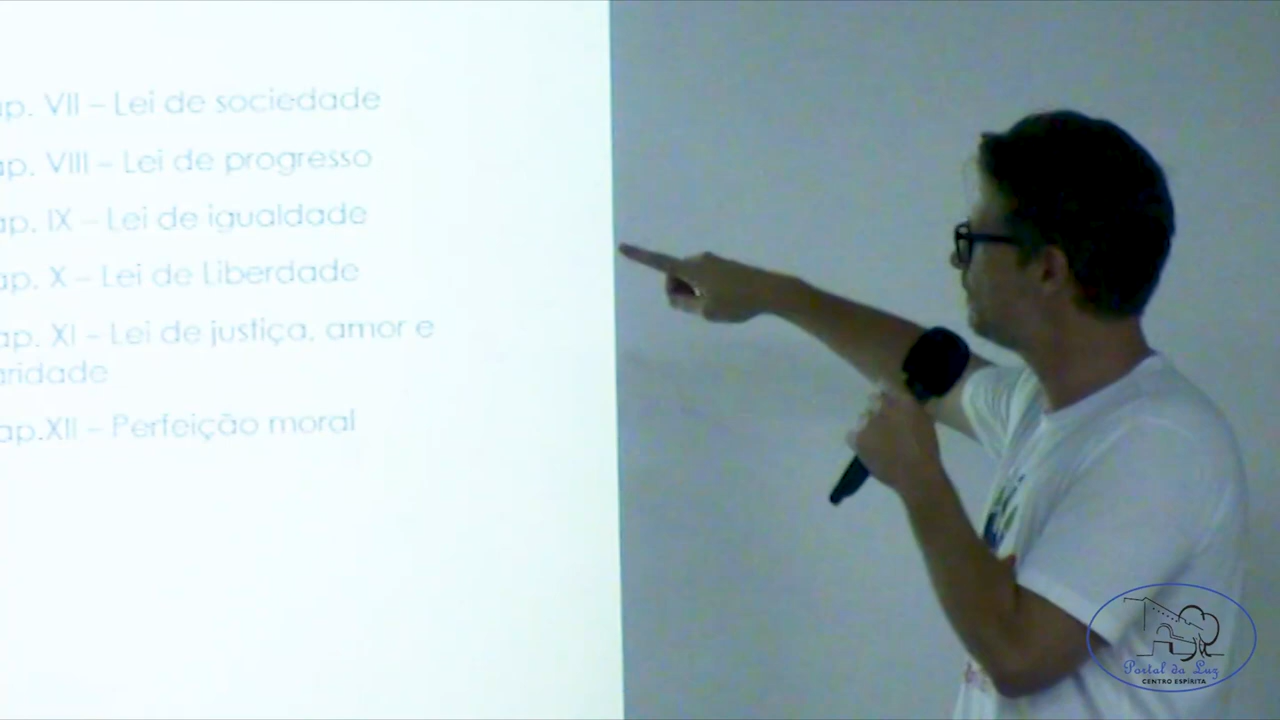 ap. VII – Lei de sociedade
ap. VIII – Lei de progresso
ap. IX – Lei de igualdade
ap. X – Lei de Liberdade
ap. XI – Lei de justiça, amor e
aridade
ap.XII – Perfeição moral
Portal da Luz
CENTRO ESPÍRITA